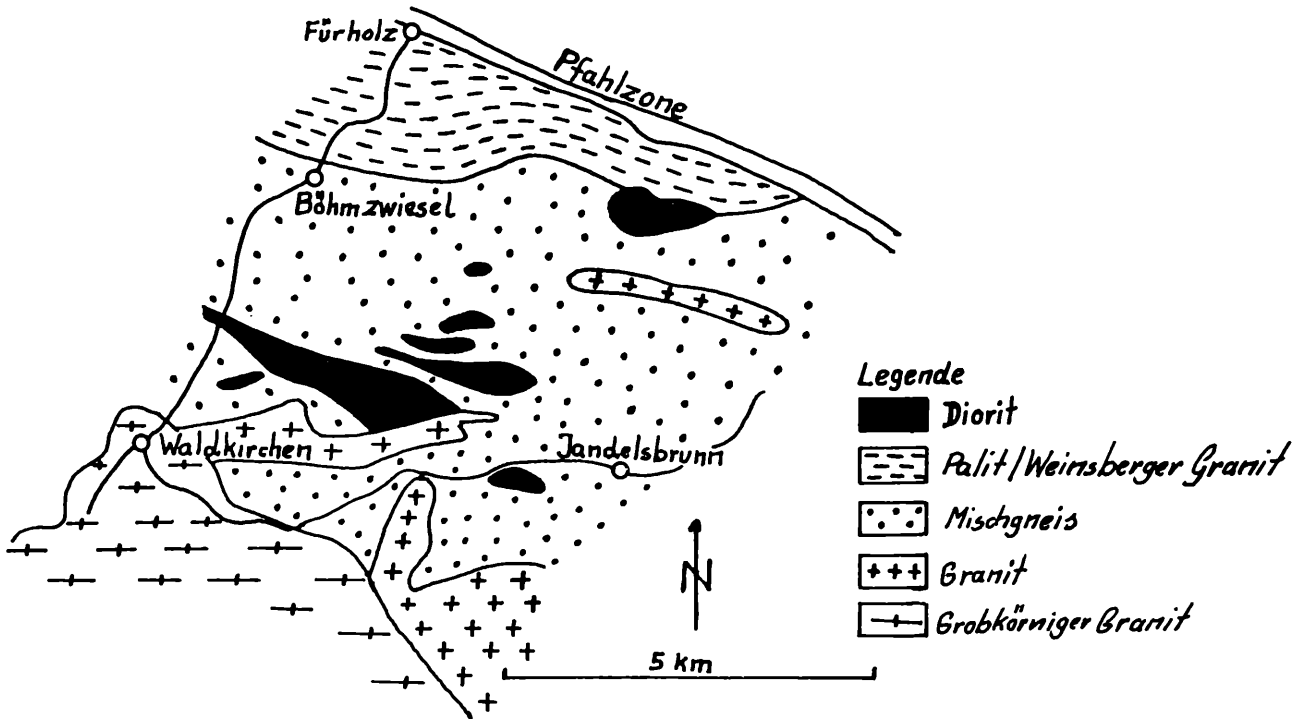 Fürholz
Pfahlzone
Böhmzwiesel
Waldkirchen
Jandelsbrunn
N
5 km
Legende
Diorit
Palit/Weinsberger Granit
Mischgneis
Granit
Grobkörniger Granit